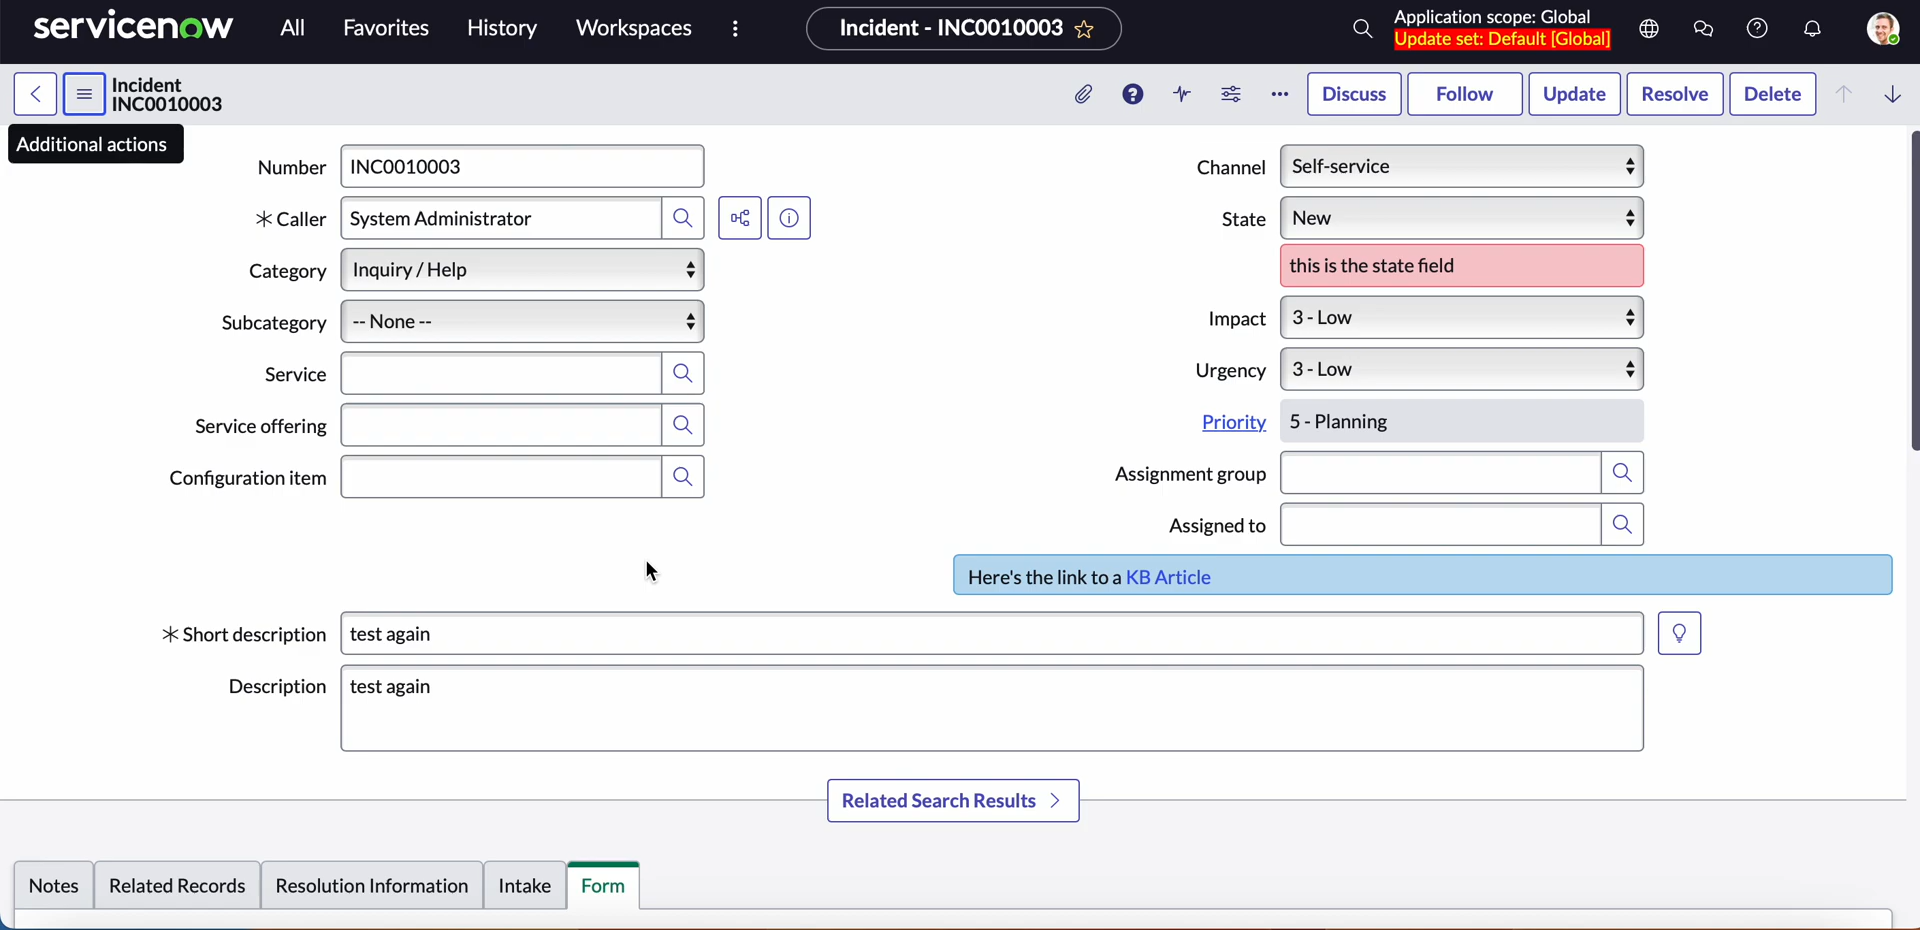 servicenow
All
Favorites
History
Workspaces
Incident - INC0010003
Application scope: Global
Update set: Default [Global]
Incident
INC0010003
Discuss
Follow
Update
Resolve
Delete
Additional actions
Number
INC0010003
Caller
System Administrator
Category
Inquiry / Help
Subcategory
-- None --
Service
Service offering
Configuration item
Channel
Self-service
State
New
this is the state field
Impact
3 - Low
Urgency
3 - Low
Priority
5 - Planning
Assignment group
Assigned to
Here's the link to a KB Article
Short description
test again
Description
test again
Related Search Results
Notes
Related Records
Resolution Information
Intake
Form